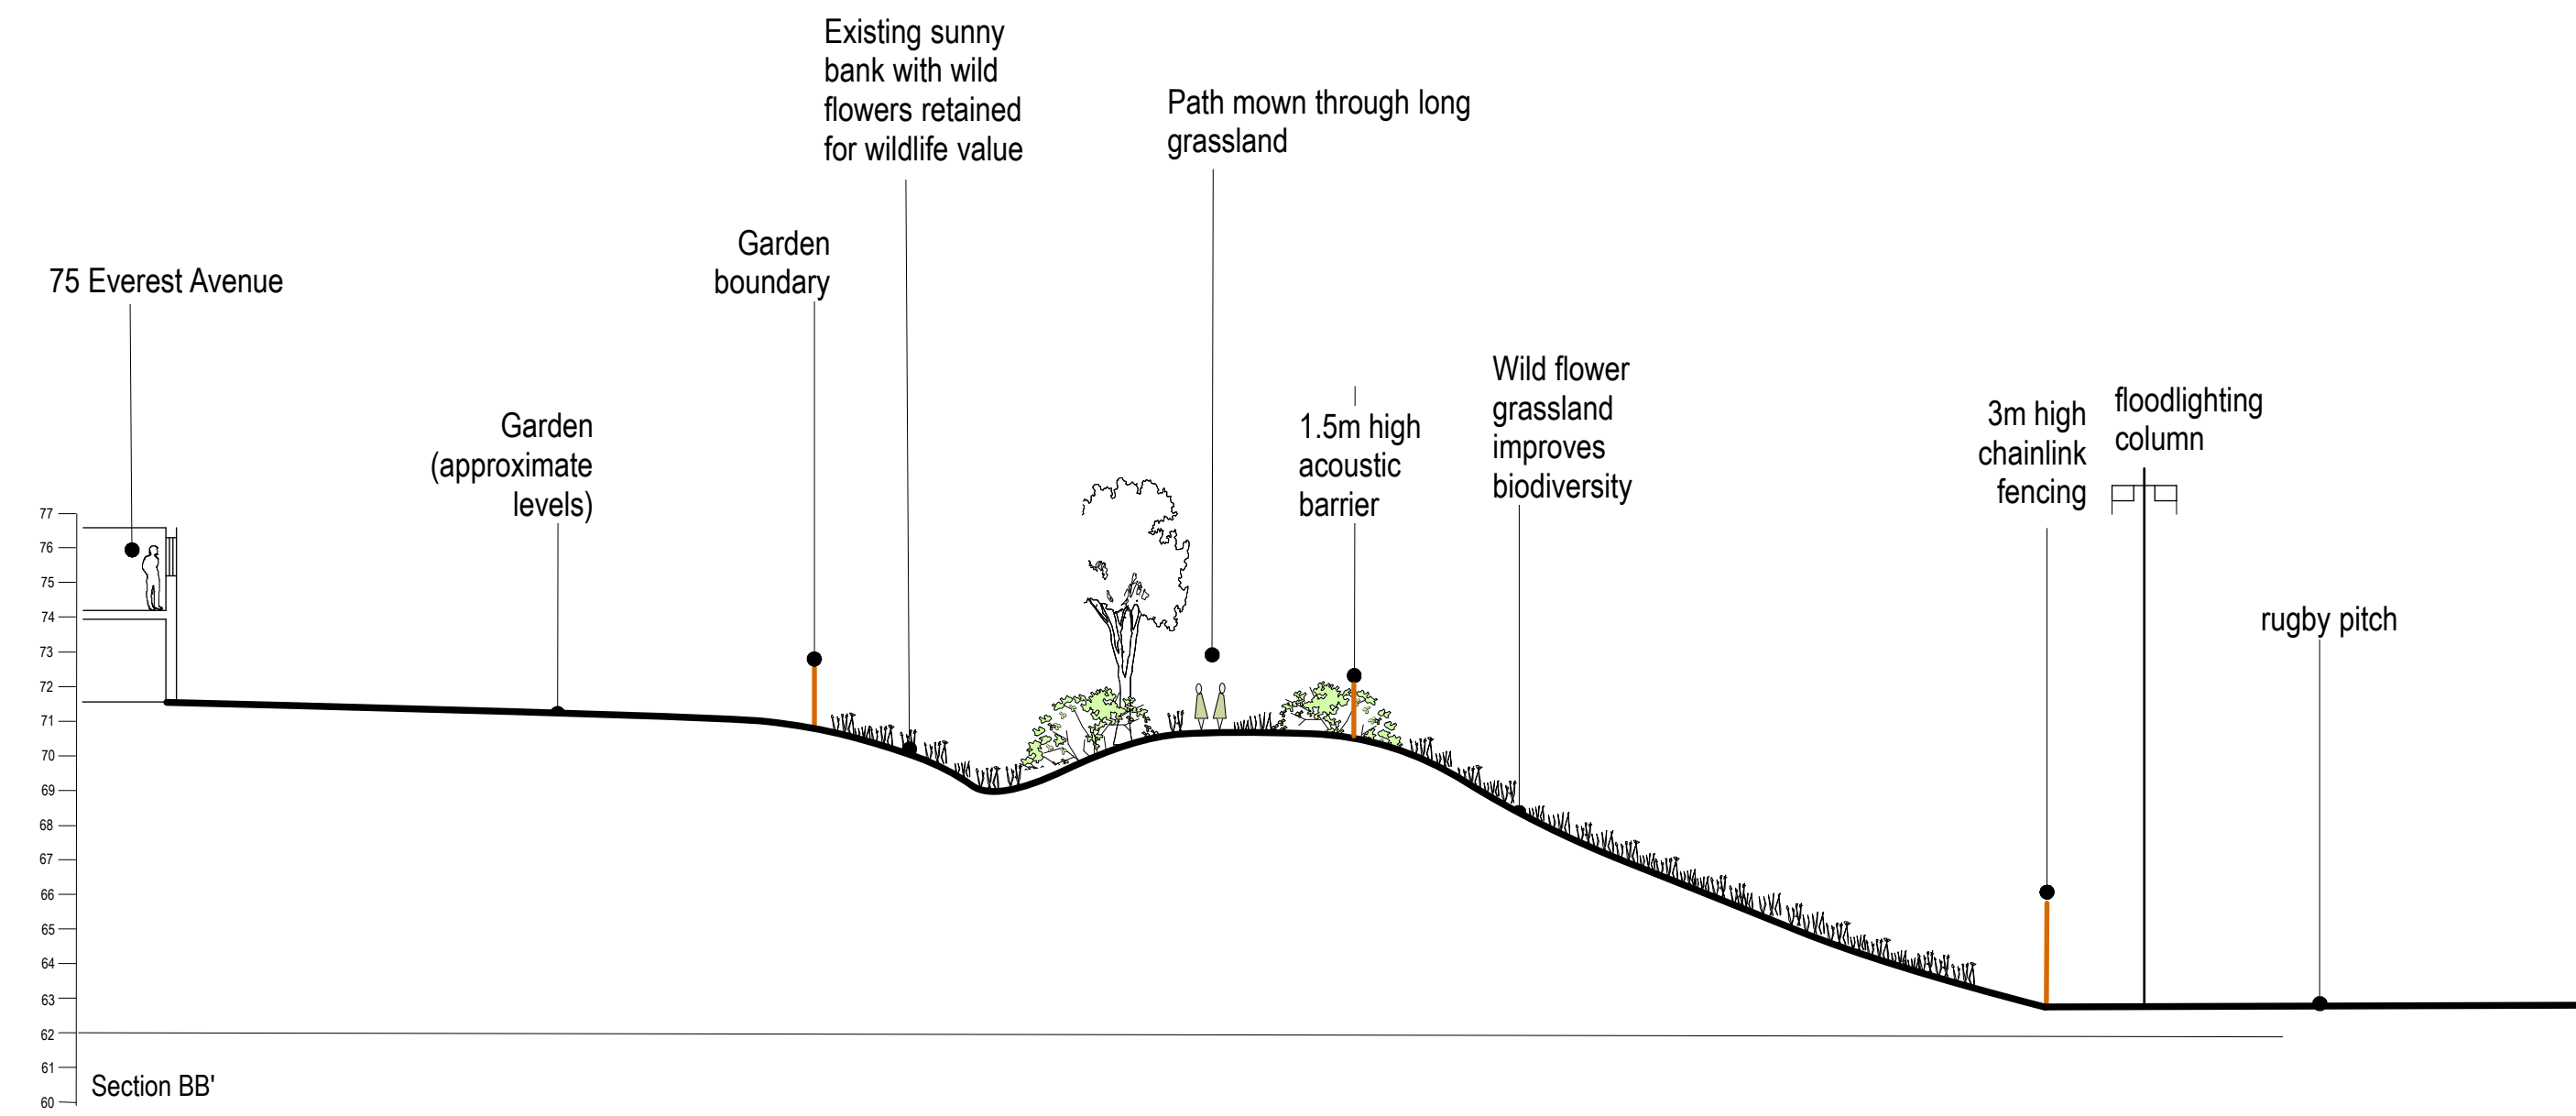 Existing sunny
bank with wild
flowers retained
for wildlife value
Path mown through long
grassland
Garden
boundary
75 Everest Avenue
Garden
(approximate
levels)
1.5m high
acoustic
barrier
Wild flower
grassland
improves
biodiversity
3m high
chainlink
fencing
floodlighting
column
rugby pitch
77
76
75
74
73
72
71
70
69
68
67
66
65
64
63
62
61
60
Section BB'